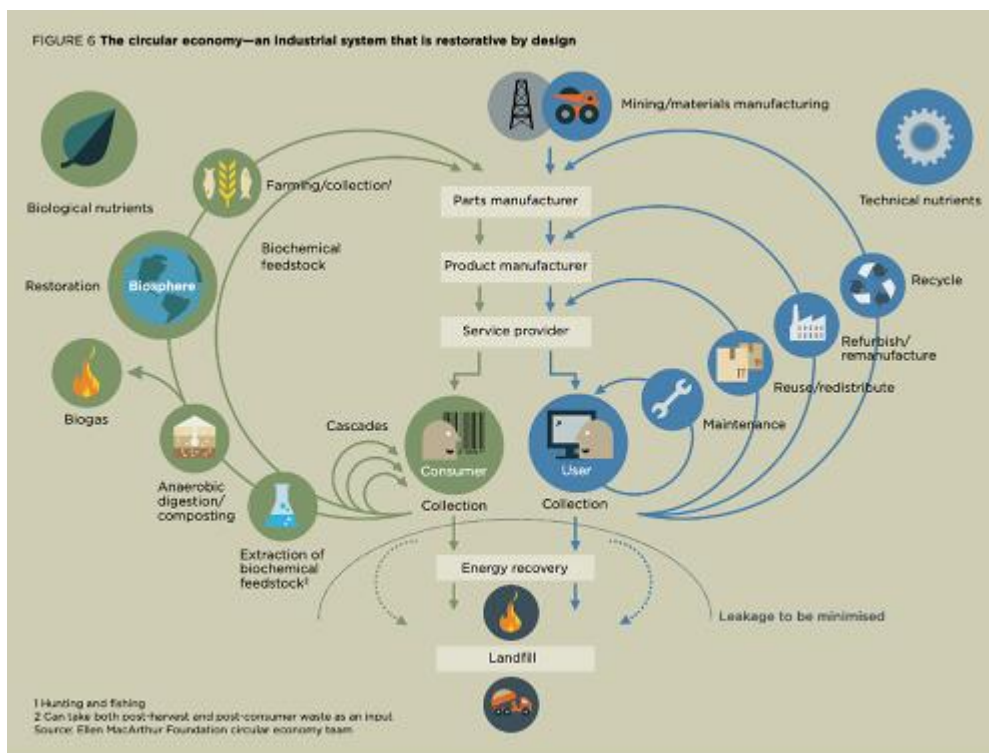 FIGURE 6 The circular economy—an industrial system that is restorative by design
Mining/materials manufacturing
Biological nutrients
Farming/collection¹
Parts manufacturer
Technical nutrients
Biochemical
feedstock
Product manufacturer
Restoration
Biosphere
Recycle
Service provider
Refurbish/
remanufacture
Reuse/redistribute
Biogas
Cascades
Maintenance
Consumer
User
Anaerobic
digestion/
composting
Collection
Collection
Extraction of
biochemical
feedstock²
Energy recovery
Leakage to be minimised
Landfill
1 Hunting and fishing
2 Can take both post-harvest and post-consumer waste as an input
Source: Ellen MacArthur Foundation circular economy team